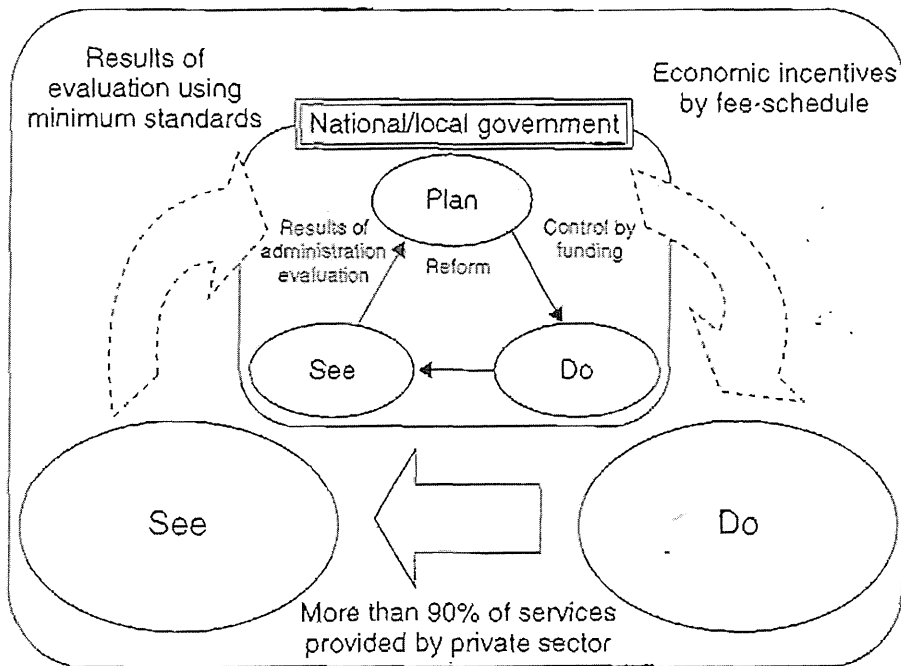 Results of
evaluation using
minimum standards
Economic incentives
by fee-schedule
National/local government
Plan
Results of
administration
evaluation
Reform
Control by
funding
See
Do
See
Do
More than 90% of services
provided by private sector